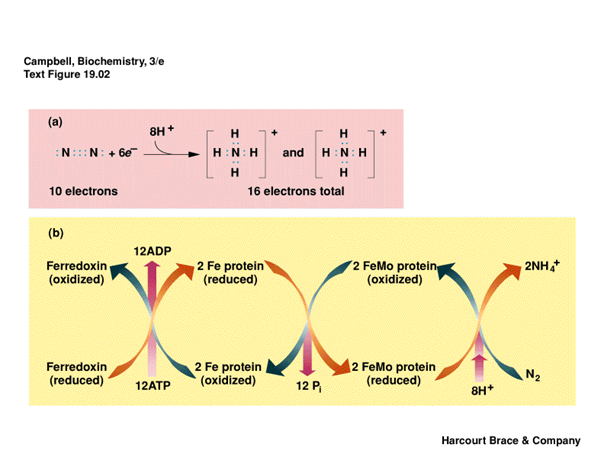 Campbell, Biochemistry, 3/e
Text Figure 19.02
(a)
8H+
:N:::N: + 6e−
H
H:N:H
H
+
and
H
H:N:H
H
+
10 electrons
16 electrons total
(b)
12ADP
Ferredoxin
(oxidized)
2 Fe protein
(reduced)
2 FeMo protein
(oxidized)
2NH4+
Ferredoxin
(reduced)
12ATP
2 Fe protein
(oxidized)
12 Pi
2 FeMo protein
(reduced)
8H+
N2
Harcourt Brace & Company